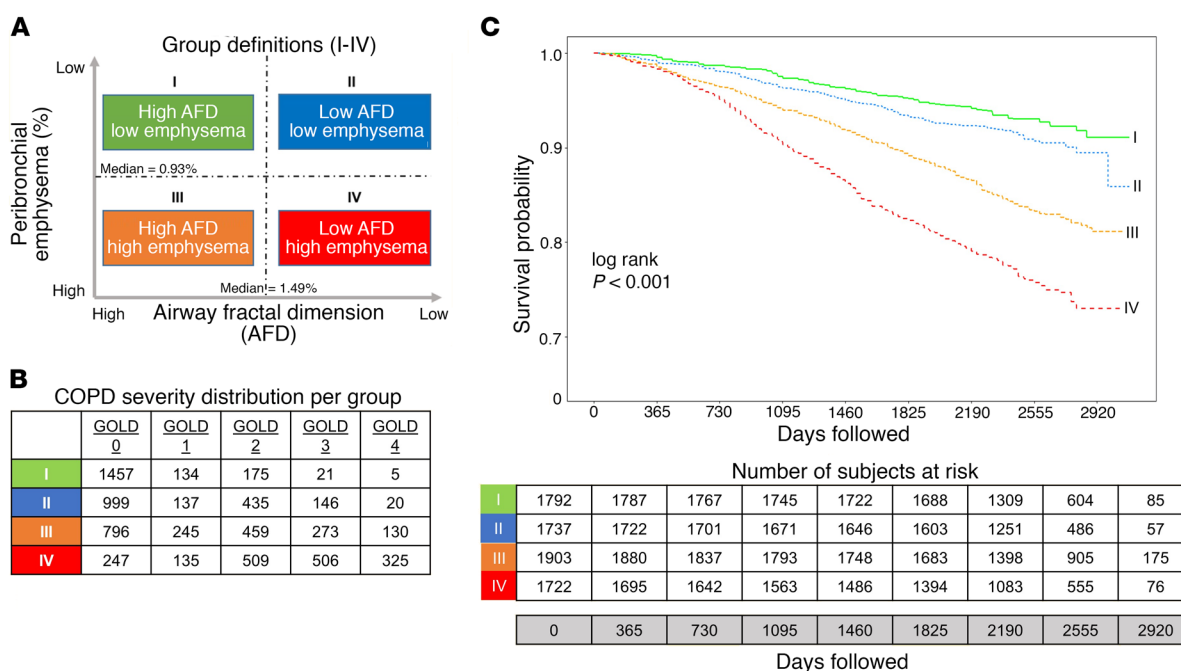 A
Group definitions (I-IV)
Low
High
Peribronchial
emphysema (%)
I
High AFD
low emphysema
II
Low AFD
low emphysema
Median = 0.93%
III
High AFD
high emphysema
IV
Low AFD
high emphysema
Median = 1.49%
High
Low
Airway fractal dimension
(AFD)
B
COPD severity distribution per group
GOLD 0 GOLD 1 GOLD 2 GOLD 3 GOLD 4
I 1457 134 175 21 5
II 999 137 435 146 20
III 796 245 459 273 130
IV 247 135 509 506 325
C
Survival probability
1.0
0.9
0.8
0.7
0
I
II
III
IV
log rank
P < 0.001
0 365 730 1095 1460 1825 2190 2555 2920
Days followed
Number of subjects at risk
I 1792 1787 1767 1745 1722 1688 1309 604 85
II 1737 1722 1701 1671 1646 1603 1251 486 57
III 1903 1880 1837 1793 1748 1683 1398 905 175
IV 1722 1695 1642 1563 1486 1394 1083 555 76
0 365 730 1095 1460 1825 2190 2555 2920
Days followed